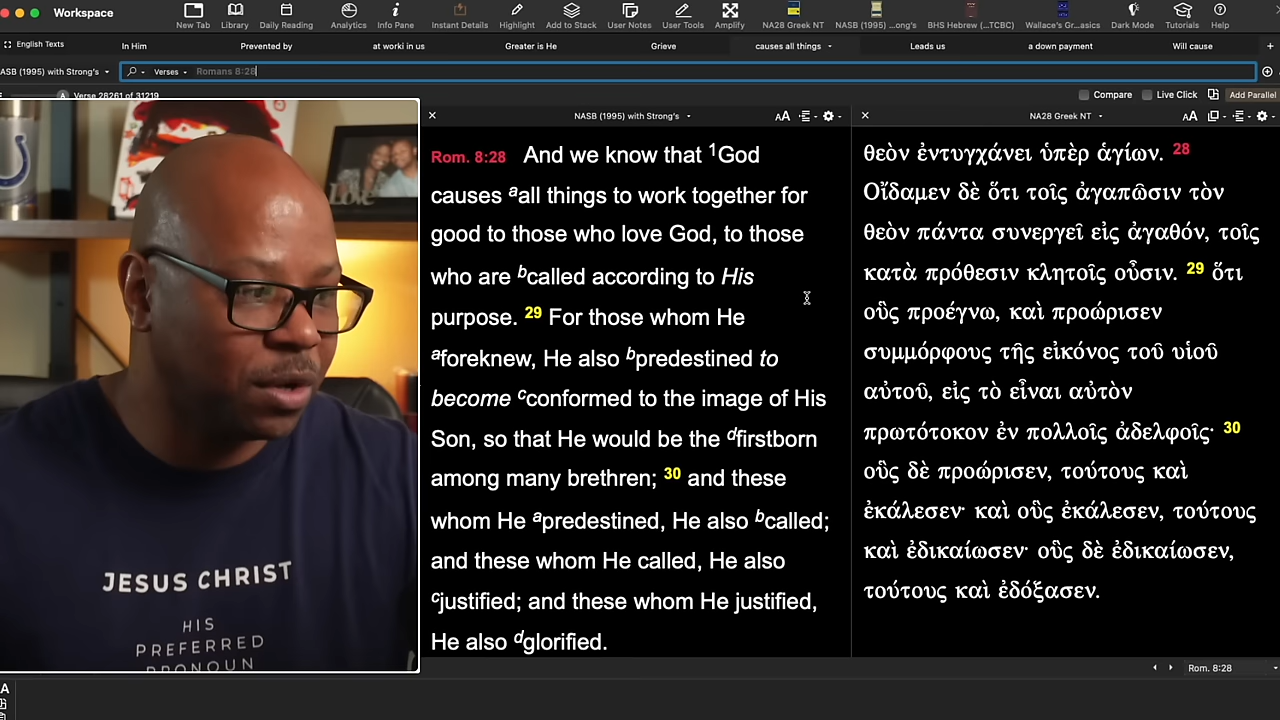 Workspace
New Tab
Library
Daily Reading
Analytics
Info Pane
Instant Details
Highlight
Add to Stack
User Notes
User Tools
Amplify
NA28 Greek NT
NASB (1995) ...ong's
BHS Hebrew (...TCBC)
Wallace's Gr...asics
Dark Mode
Tutorials
Help
English Texts
In Him
Prevented by
at worki in us
Greater is He
Grieve
causes all things
Leads us
a down payment
Will cause
ASB (1995) with Strong's
Verses
Romans 8:28
A Verse 28261 of 31219
Compare
Live Click
Add Parallel
NASB (1995) with Strong's
Rom. 8:28 And we know that 1God
causes aall things to work together for
good to those who love God, to those
who are bcalled according to His
purpose. 29 For those whom He
aforeknew, He also bpredestined to
become cconformed to the image of His
Son, so that He would be the dfirstborn
among many brethren; 30 and these
whom He apredestined, He also bcalled;
and these whom He called, He also
cjustified; and these whom He justified,
He also dglorified.
NA28 Greek NT
θεὸν ἐντυγχάνει ὑπὲρ ἁγίων. 28
Οἴδαμεν δὲ ὅτι τοῖς ἀγαπῶσιν τὸν
θεὸν πάντα συνεργεῖ εἰς ἀγαθόν, τοῖς
κατὰ πρόθεσιν κλητοῖς οὖσιν. 29 ὅτι
οὓς προέγνω, καὶ προώρισεν
συμμόρφους τῆς εἰκόνος τοῦ υἱοῦ
αὐτοῦ, εἰς τὸ εἶναι αὐτὸν
πρωτότοκον ἐν πολλοῖς ἀδελφοῖς· 30
οὓς δὲ προώρισεν, τούτους καὶ
ἐκάλεσεν· καὶ οὓς ἐκάλεσεν, τούτους
καὶ ἐδικαίωσεν· οὓς δὲ ἐδικαίωσεν,
τούτους καὶ ἐδόξασεν.
Rom. 8:28
LOVE
JESUS CHRIST
HIS
PREFERRED
PRONOUN
A